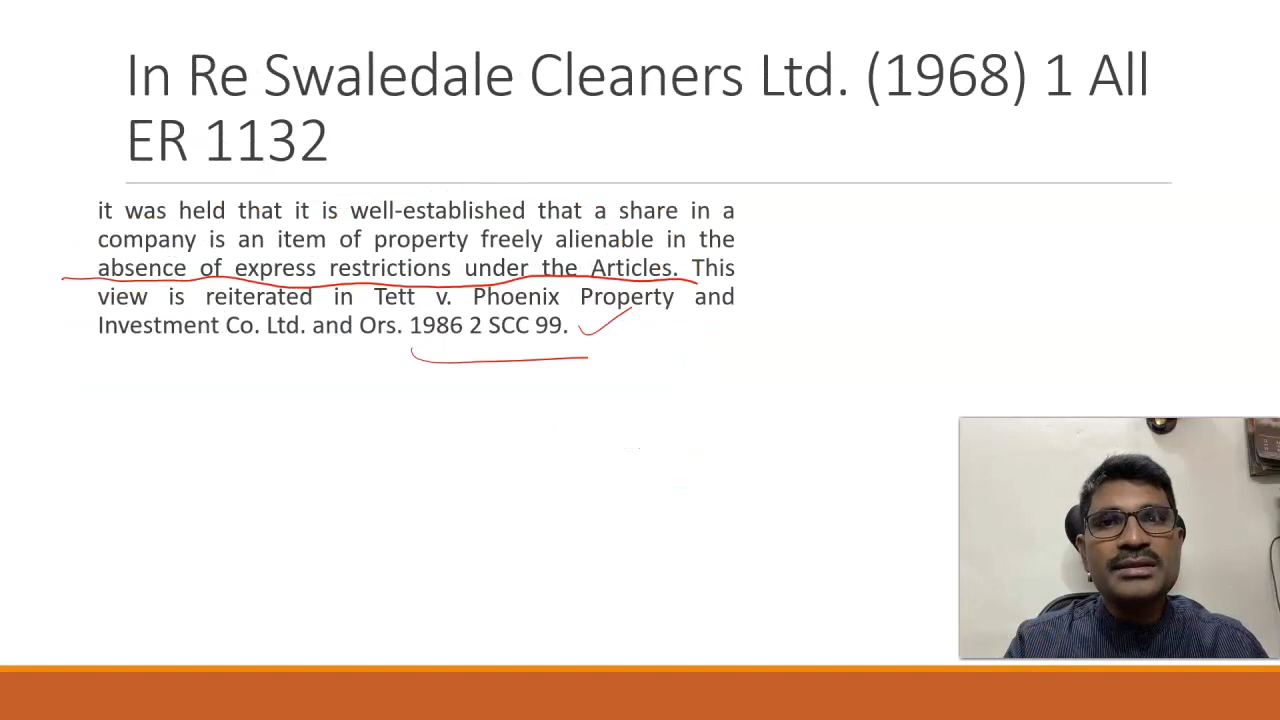 In Re Swaledale Cleaners Ltd. (1968) 1 All
ER 1132
it was held that it is well-established that a share in a
company is an item of property freely alienable in the
absence of express restrictions under the Articles. This
view is reiterated in Tett v. Phoenix Property and
Investment Co. Ltd. and Ors. 1986 2 SCC 99.